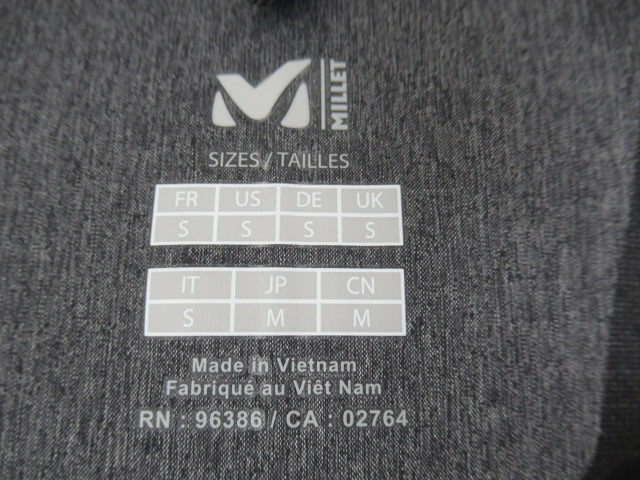 MILLET
SIZES / TAILLES
FR US DE UK
S S S S
IT JP CN
S M M
Made in Vietnam
Fabriqué au Viêt Nam
RN : 96386 / CA : 02764